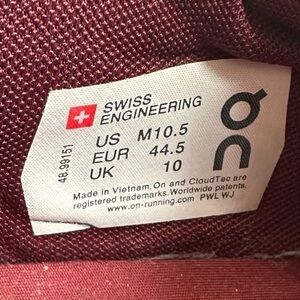 SWISS
ENGINEERING
US M10.5
EUR 44.5
UK 10
48.99151
Made in Vietnam.On and CloudTec are
registered trademarks.Worldwide patents.
www.on-running.com PWL WJ
on